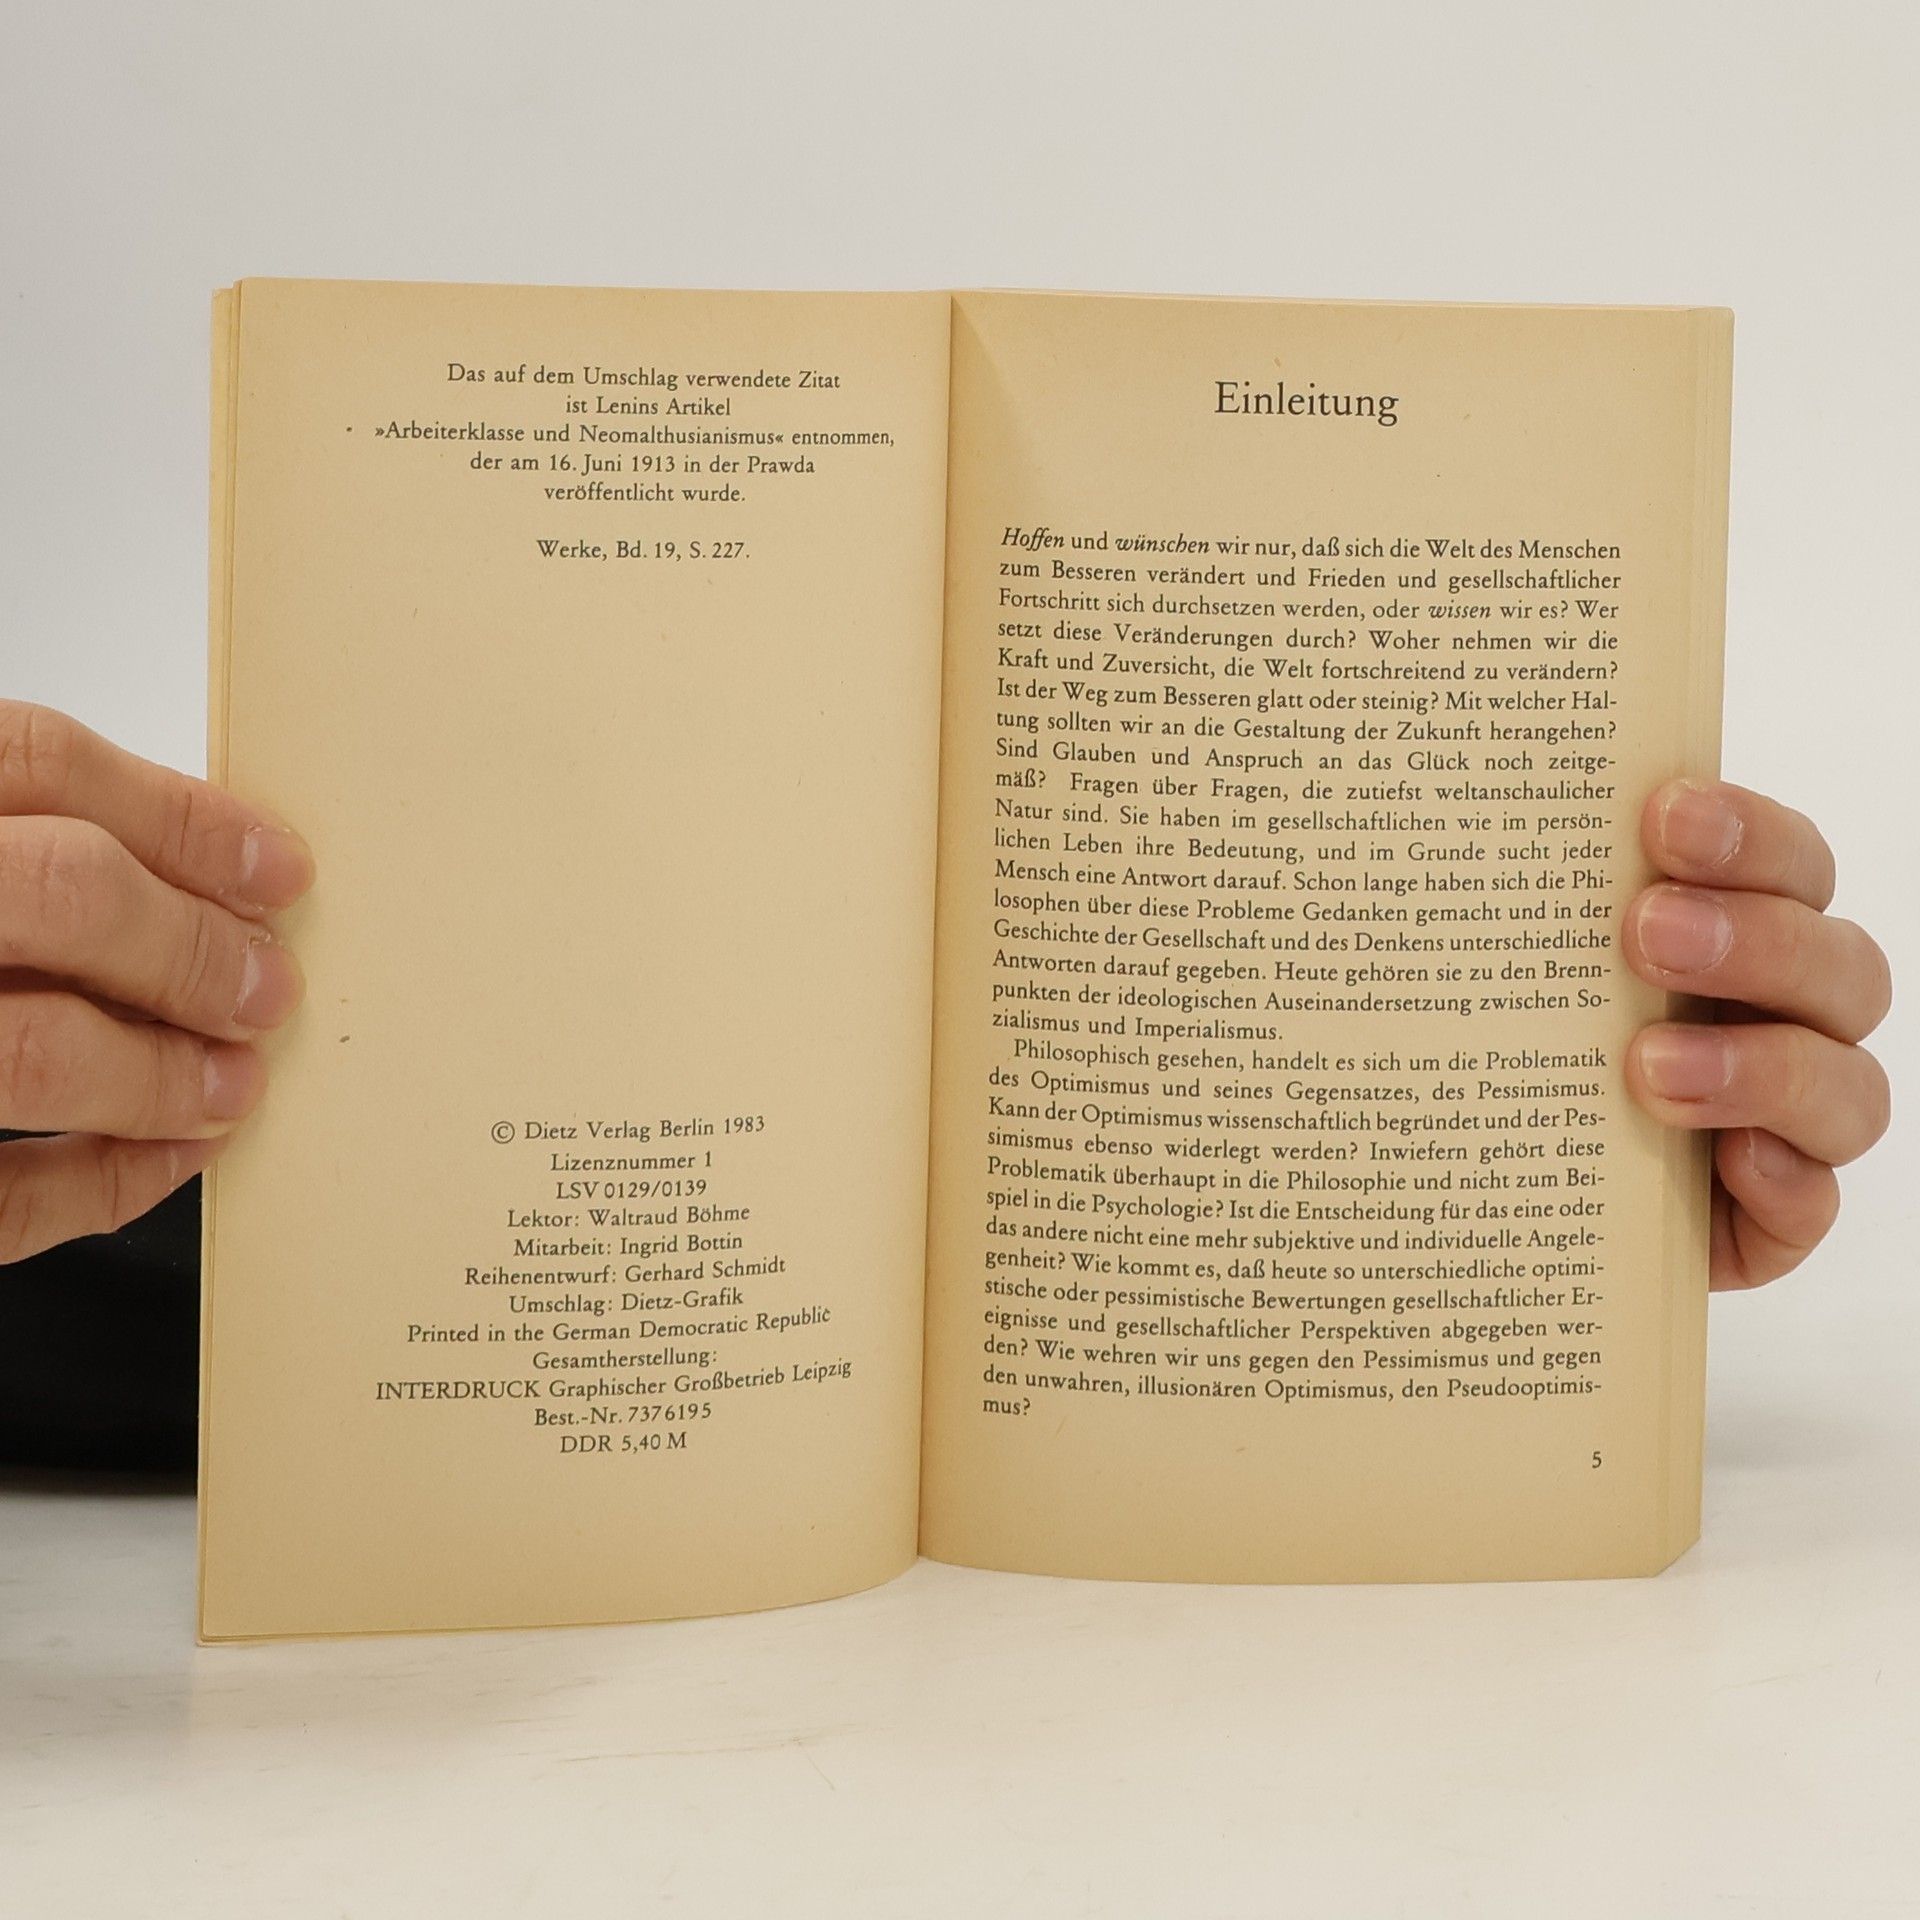 Das auf dem Umschlag verwendete Zitat
ist Lenins Artikel
»Arbeiterklasse und Neomalthusianismus« entnommen,
der am 16. Juni 1913 in der Prawda
veröffentlicht wurde.
Werke, Bd. 19, S. 227.
© Dietz Verlag Berlin 1983
Lizenznummer 1
LSV 0129/0139
Lektor: Waltraud Böhme
Mitarbeit: Ingrid Bottin
Reihenentwurf: Gerhard Schmidt
Umschlag: Dietz-Grafik
Printed in the German Democratic Republic
Gesamtherstellung:
INTERDRUCK Graphischer Großbetrieb Leipzig
Best.-Nr. 7376195
DDR 5,40 M
Einleitung
Hoffen und wünschen wir nur, daß sich die Welt des Menschen
zum Besseren verändert und Frieden und gesellschaftlicher
Fortschritt sich durchsetzen werden, oder wissen wir es? Wer
setzt diese Veränderungen durch? Woher nehmen wir die
Kraft und Zuversicht, die Welt fortschreitend zu verändern?
Ist der Weg zum Besseren glatt oder steinig? Mit welcher Hal-
tung sollten wir an die Gestaltung der Zukunft herangehen?
Sind Glauben und Anspruch an das Glück noch zeitge-
mäß? Fragen über Fragen, die zutiefst weltanschaulicher
Natur sind. Sie haben im gesellschaftlichen wie im persön-
lichen Leben ihre Bedeutung, und im Grunde sucht jeder
Mensch eine Antwort darauf. Schon lange haben sich die Phi-
losophen über diese Probleme Gedanken gemacht und in der
Geschichte der Gesellschaft und des Denkens unterschiedliche
Antworten darauf gegeben. Heute gehören sie zu den Brenn-
punkten der ideologischen Auseinandersetzung zwischen So-
zialismus und Imperialismus.
Philosophisch gesehen, handelt es sich um die Problematik
des Optimismus und seines Gegensatzes, des Pessimismus.
Kann der Optimismus wissenschaftlich begründet und der Pes-
simismus ebenso widerlegt werden? Inwiefern gehört diese
Problematik überhaupt in die Philosophie und nicht zum Bei-
spiel in die Psychologie? Ist die Entscheidung für das eine oder
das andere nicht eine mehr subjektive und individuelle Angele-
genheit? Wie kommt es, daß heute so unterschiedliche optimi-
stische oder pessimistische Bewertungen gesellschaftlicher Er-
eignisse und gesellschaftlicher Perspektiven abgegeben wer-
den? Wie wehren wir uns gegen den Pessimismus und gegen
den unwahren, illusionären Optimismus, den Pseudooptimis-
mus?
5